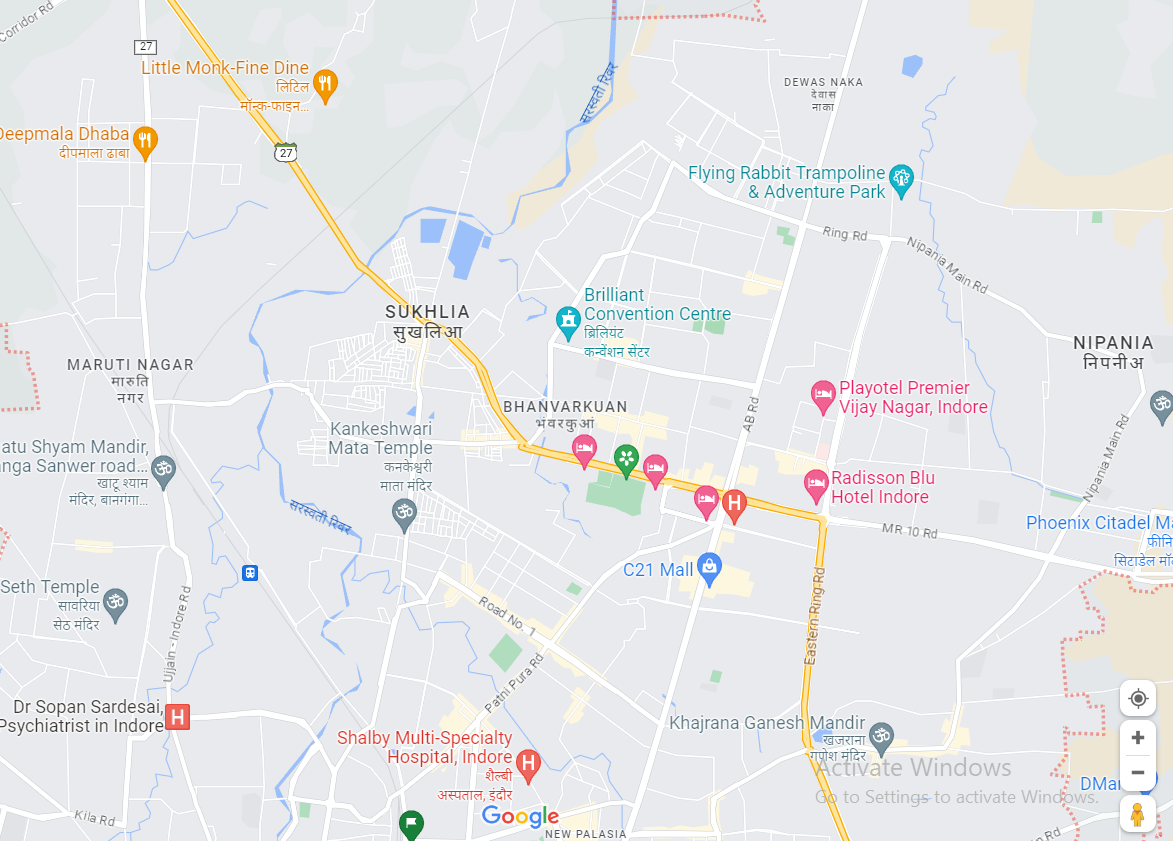 Corridor Rd
27
Little Monk-Fine Dine
लिटिल
मॉन्क-फाइन...
Deepmala Dhaba
दीपमाला ढाबा
27
सरस्वती रिवर
DEWAS NAKA
देवास
नाका
Flying Rabbit Trampoline
& Adventure Park
Ring Rd
Nipania Main Rd
SUKHLIA
सुखलिआ
Brilliant
Convention Centre
ब्रिलियंट
कन्वेंशन सेंटर
NIPANIA
निपनीअ
MARUTI NAGAR
मारुति
नगर
Playotel Premier
Vijay Nagar, Indore
BHANVARKUAN
भंवरकुआं
AB Rd
Kankeshwari
Mata Temple
कनकेश्वरी
माता मंदिर
atu Shyam Mandir,
nga Sanwer road...
खाटू श्याम
मंदिर, बानगंगा...
Nipania Main Rd
Radisson Blu
Hotel Indore
H
सरस्वती रिवर
MR 10 Rd
Phoenix Citadel Ma
फ़ीनि
सिटाडेल मॉल
C21 Mall
Seth Temple
सावरिया
सेठ मंदिर
Road No. 1
Ujjain - Indore Rd
Eastern Ring Rd
Patni Pura Rd
Dr Sopan Sardesai,
Psychiatrist in Indore
H
Khajrana Ganesh Mandir
खजराना
गणेश मंदिर
Shalby Multi-Specialty
Hospital, Indore
शैल्बी
अस्पताल, इंदौर
H
Activate Windows
Go to Settings to activate Windows.
DMar
Kila Rd
Google
NEW PALASIA
Rd